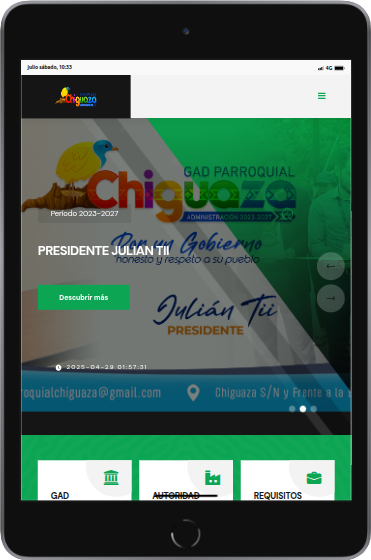 julio sábado, 10:33
4G
Chiguaza
GAD PARROQUIAL
Chiguaza
ADMINISTRACIÓN 2023-2027
Período 2023-2027
Por un Gobierno
PRESIDENTE JULIAN TII
honesto y respeto a su pueblo
Descubrir más
Julián Tii
PRESIDENTE
2025-04-29 01:57:31
roquialchiguaza@gmail.com
Chiguaza S/N y Frente a la
GAD
AUTORIDAD
REQUISITOS